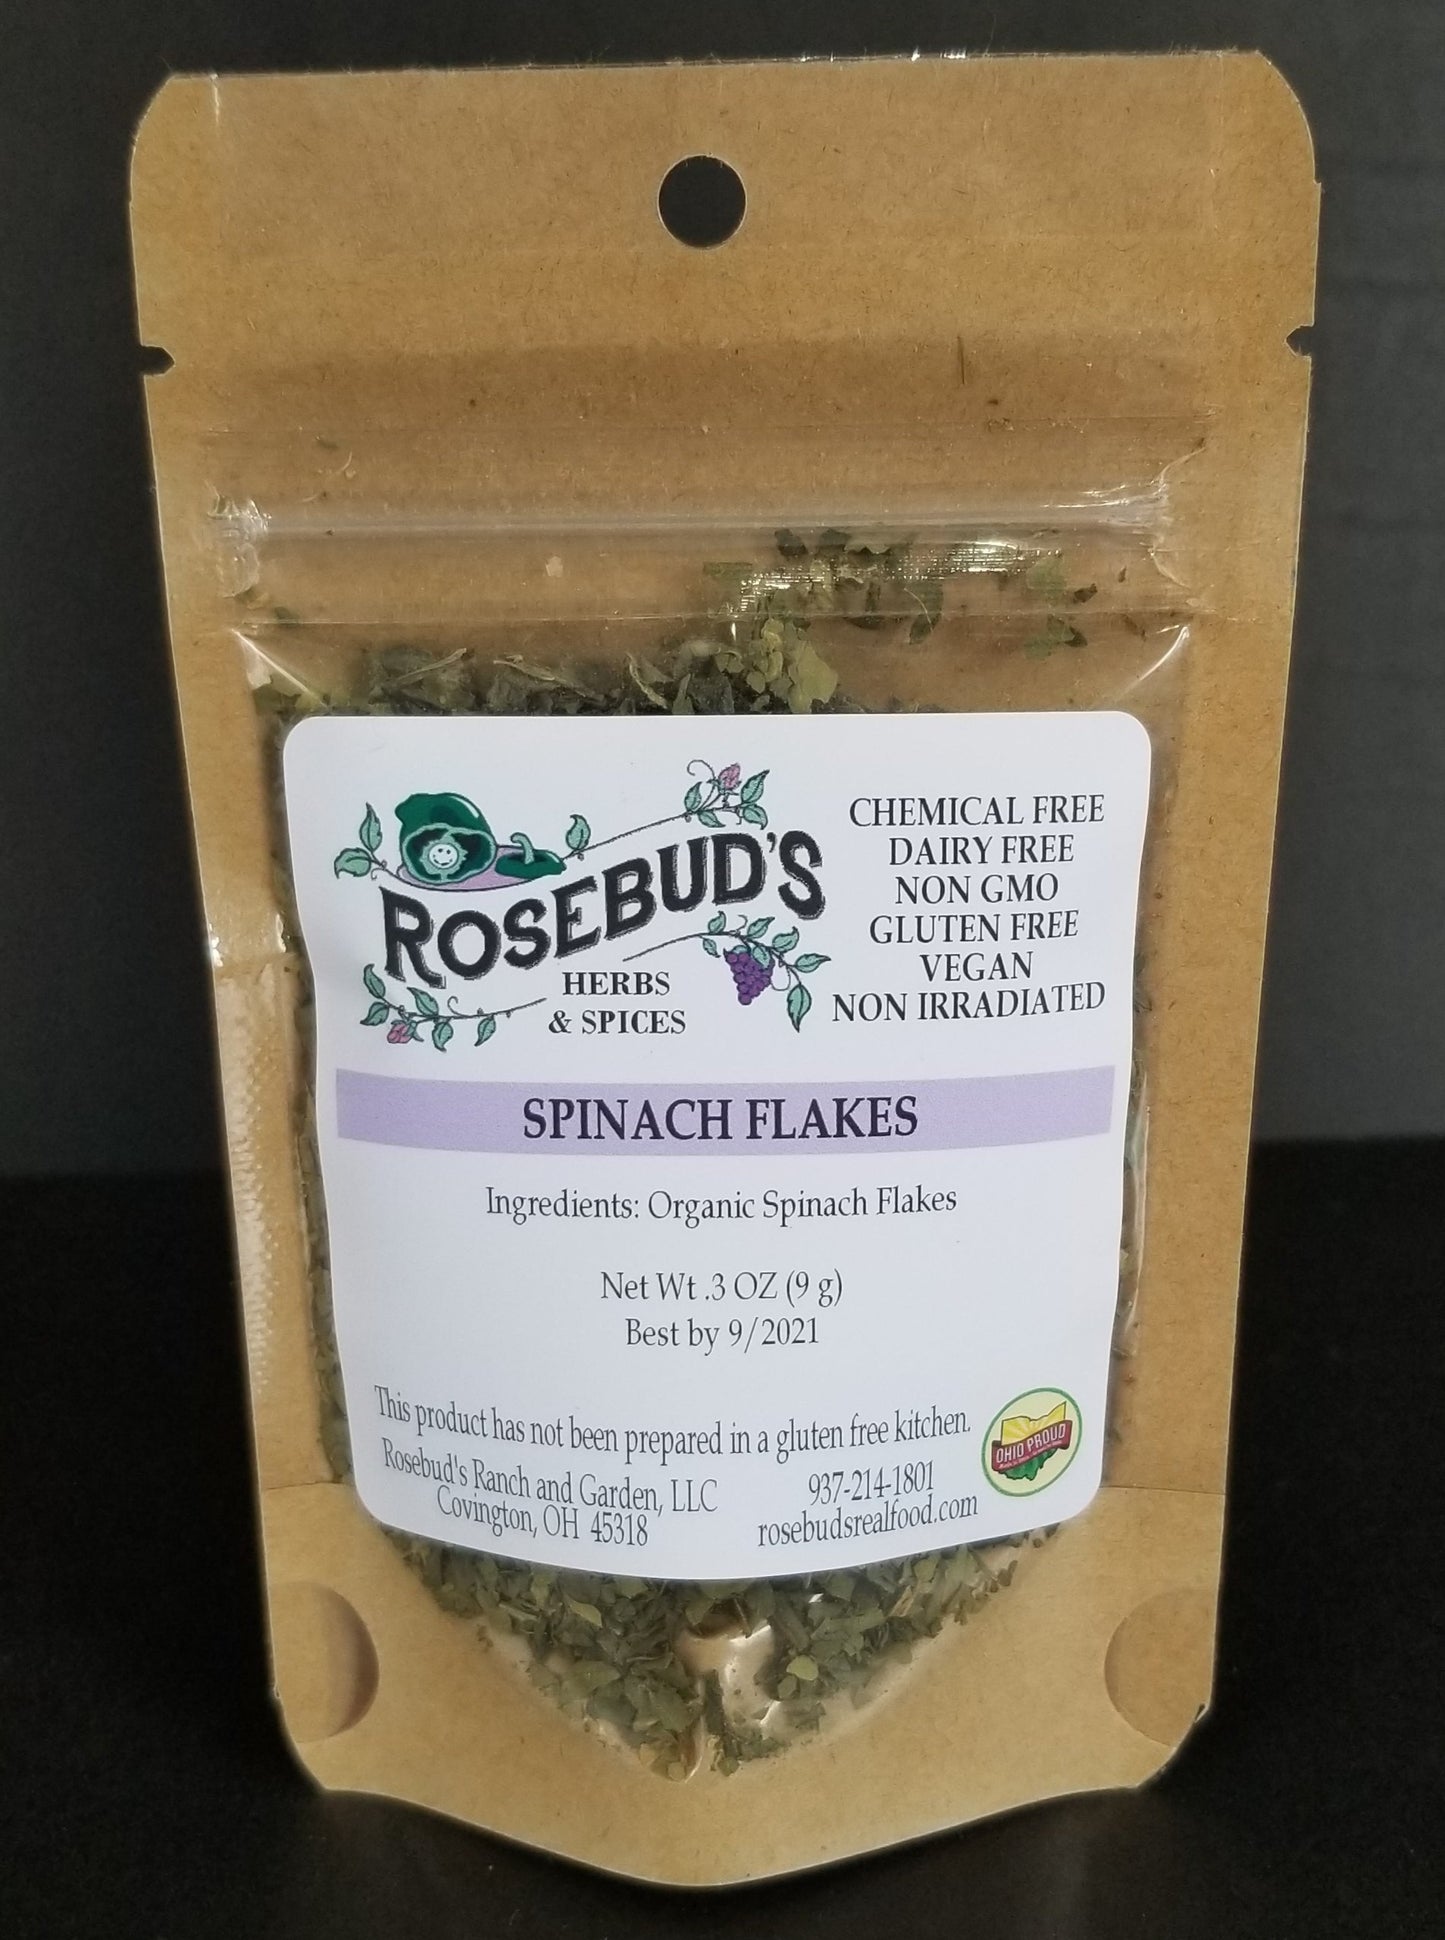 ROSEBUD'S
HERBS
& SPICES
CHEMICAL FREE
DAIRY FREE
NON GMO
GLUTEN FREE
VEGAN
NON IRRADIATED
SPINACH FLAKES
Ingredients: Organic Spinach Flakes
Net Wt .3 OZ (9 g)
Best by 9/2021
This product has not been prepared in a gluten free kitchen.
Rosebud's Ranch and Garden, LLC
Covington, OH 45318
937-214-1801
rosebudsrealfood.com
OHIO PROUD